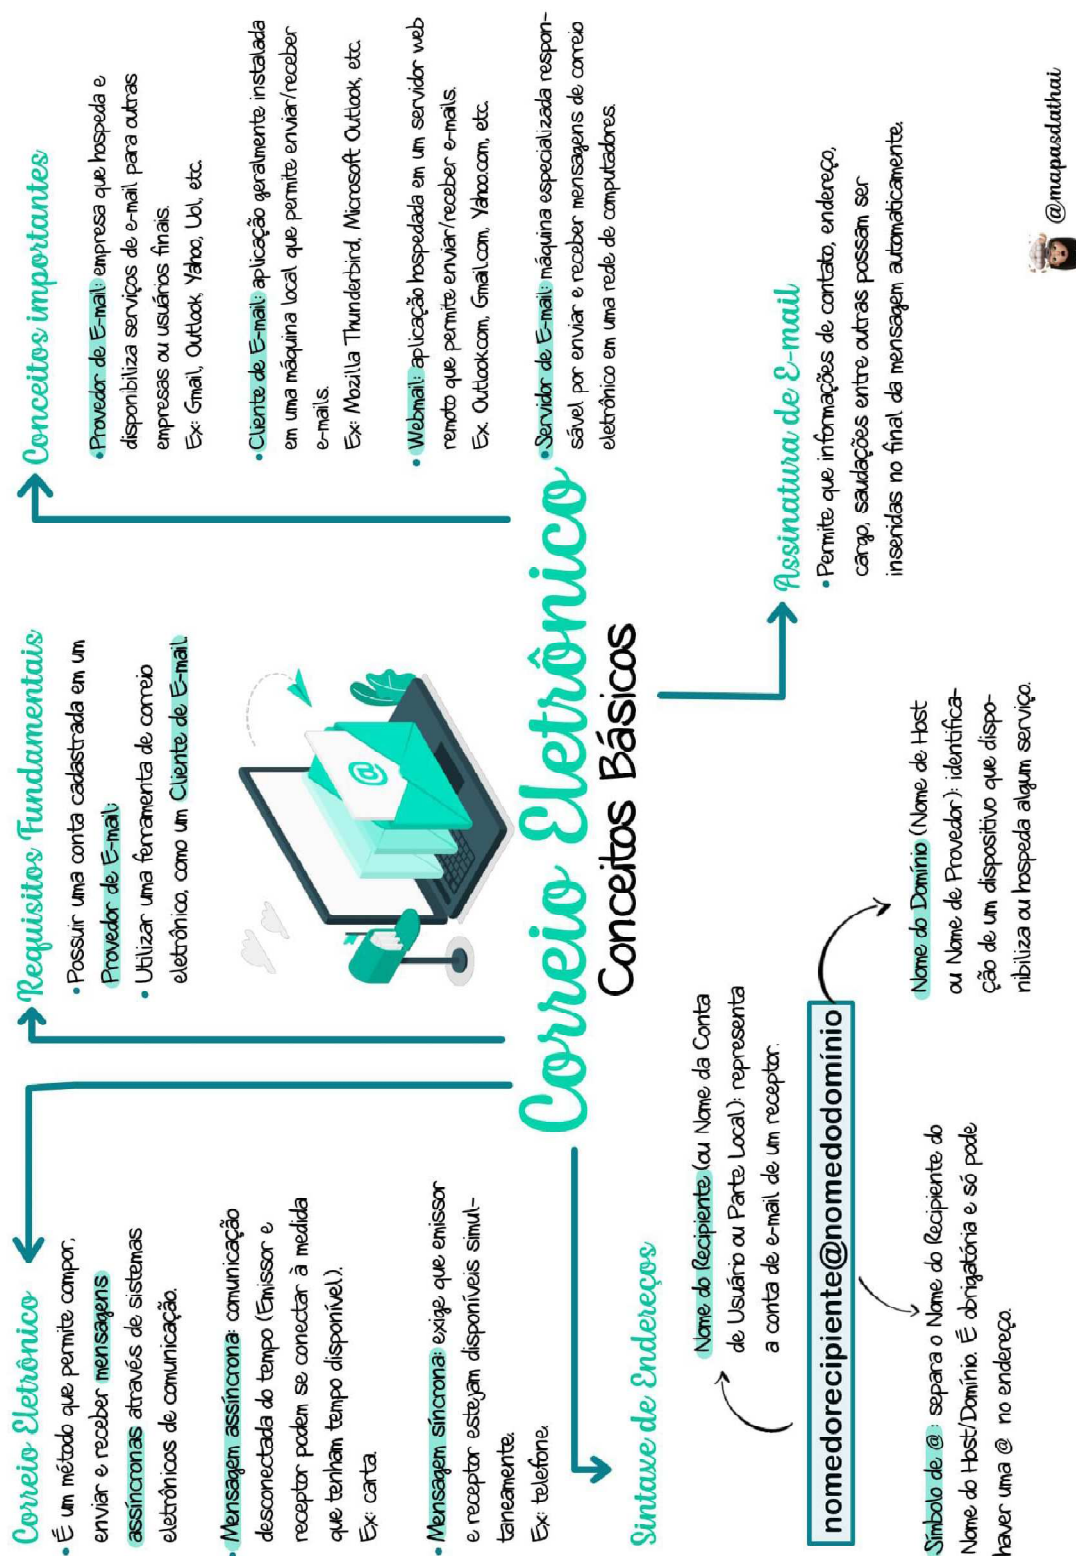 Correio Eletrônico
• É um método que permite compor,
enviar e receber mensagens
assíncronas através de sistemas
eletrônicos de comunicação.
• Mensagem assíncrona: comunicação
desconectada do tempo (Emissor e
receptor podem se conectar à medida
que tenham tempo disponível).
Ex: carta.
• Mensagem síncrona: exige que emissor
e receptor estejam disponíveis simul-
taneamente.
Ex: telefone.
Requisitos Fundamentais
• Possuir uma conta cadastrada em um
Provedor de E-mail;
• Utilizar uma ferramenta de correio
eletrônico, como um Cliente de E-mail.
Conceitos importantes
• Provedor de E-mail: empresa que hospeda e
disponibiliza serviços de e-mail para outras
empresas ou usuários finais.
Ex: Gmail, Outlook, Yahoo, Uol, etc.
• Cliente de E-mail: aplicação geralmente instalada
em uma máquina local que permite enviar/receber
e-mails.
Ex: Mozilla Thunderbird, Microsoft Outlook, etc.
• Webmail: aplicação hospedada em um servidor web
remoto que permite enviar/receber e-mails.
Ex. Outlook.com, Gmail.com, Yahoo.com, etc.
• Servidor de E-mail: máquina especializada respon-
sável por enviar e receber mensagens de correio
eletrônico em uma rede de computadores.
Correio Eletrônico
Conceitos Básicos
Sintaxe de Endereços
Nome do Recipiente (ou Nome da Conta
de Usuário ou Parte Local): representa
a conta de e-mail de um receptor.
nomedorecipiente@nomedodomínio
Símbolo de @: separa o Nome do Recipiente do
Nome do Host/Domínio. É obrigatória e só pode
haver uma @ no endereço.
Nome do Domínio (Nome de Host
ou Nome de Provedor): identifica-
ção de um dispositivo que dispo-
nibiliza ou hospeda algum serviço.
Assinatura de E-mail
• Permite que informações de contato, endereço,
cargo, saudações entre outras possam ser
inseridas no final da mensagem automaticamente.
@mapasdathai